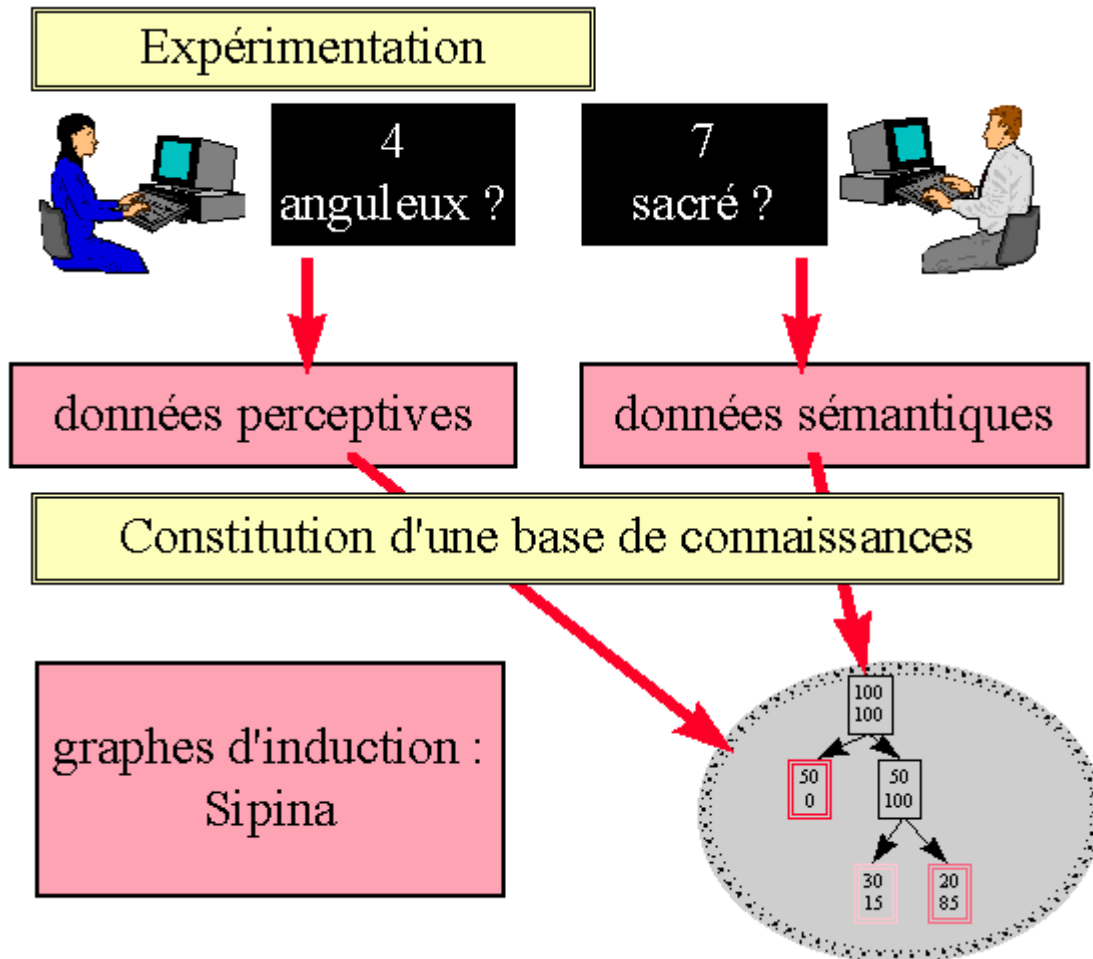 Expérimentation
4
anguleux ?
7
sacré ?
données perceptives
données sémantiques
Constitution d'une base de connaissances
graphes d'induction :
Sipina
100
100
50
0
50
100
30
15
20
85